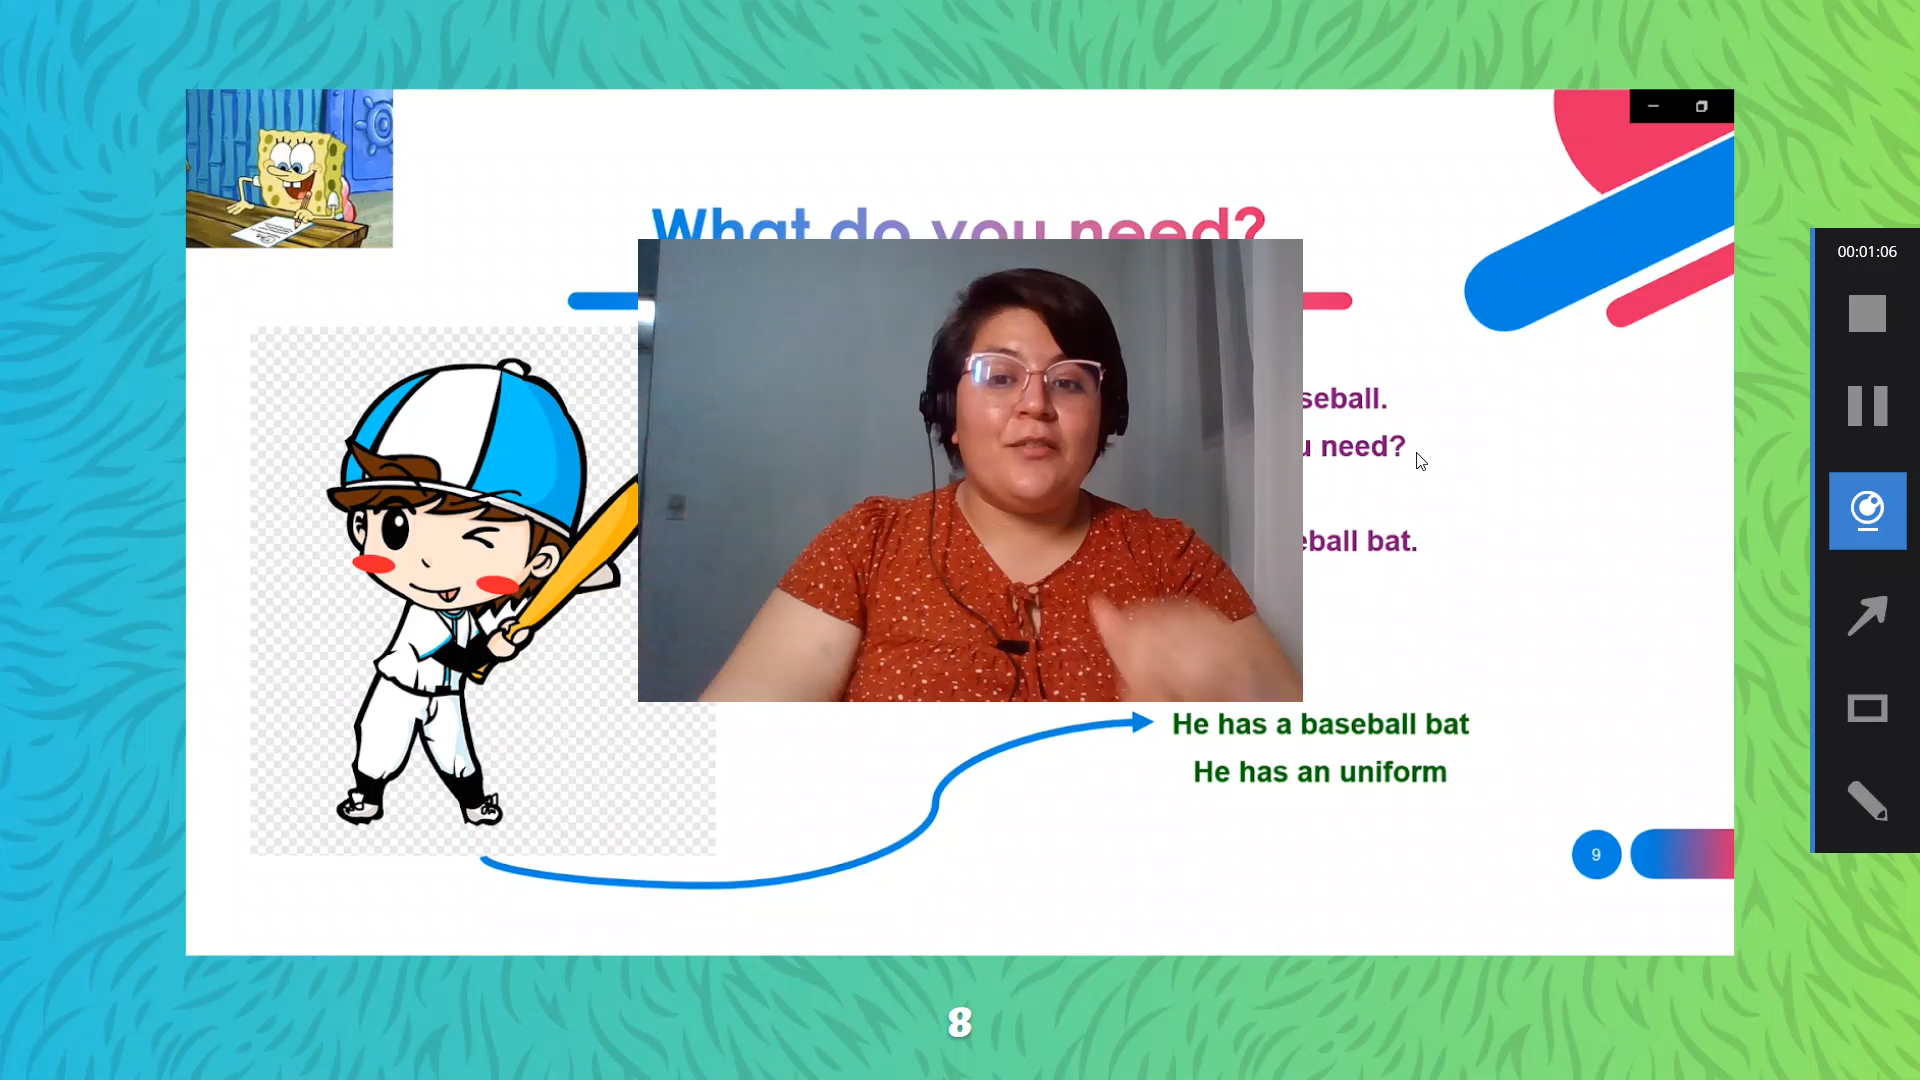 00:01:06
What do you need?
seball.
u need?
eball bat.
He has a baseball bat
He has an uniform
9
8